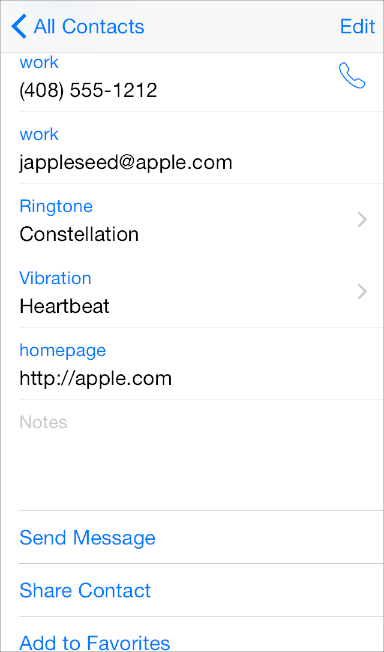 All Contacts
Edit
work
(408) 555-1212
work
jappleseed@apple.com
Ringtone
Constellation
Vibration
Heartbeat
homepage
http://apple.com
Notes
Send Message
Share Contact
Add to Favorites